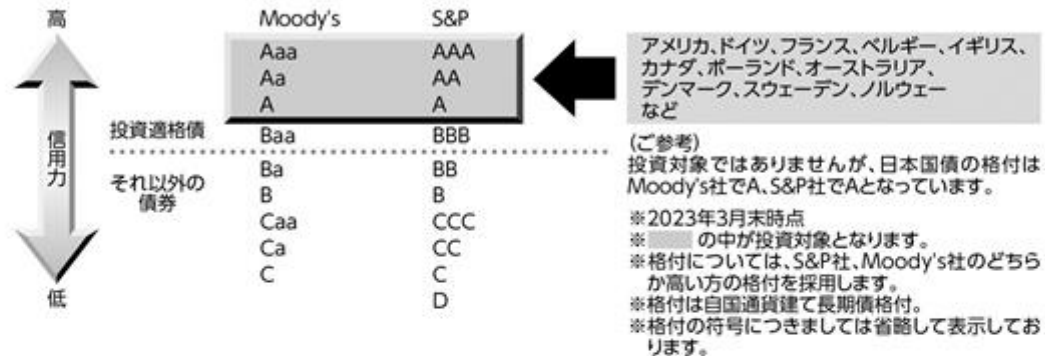 高
Moody's S&P
Aaa AAA
Aa AA
A A
投資適格債 Baa BBB
信用力
それ以外の
債券
Ba BB
B B
Caa CCC
Ca CC
C C
D
低
アメリカ、ドイツ、フランス、ベルギー、イギリス、
カナダ、ポーランド、オーストラリア、
デンマーク、スウェーデン、ノルウェー
など
(ご参考)
投資対象ではありませんが、日本国債の格付は
Moody's社でA、S&P社でAとなっています。
※2023年3月末時点
※ の中が投資対象となります。
※格付については、S&P社、Moody's社のどちら
か高い方の格付を採用します。
※格付は自国通貨建て長期債格付。
※格付の符号につきましては省略して表示してお
ります。